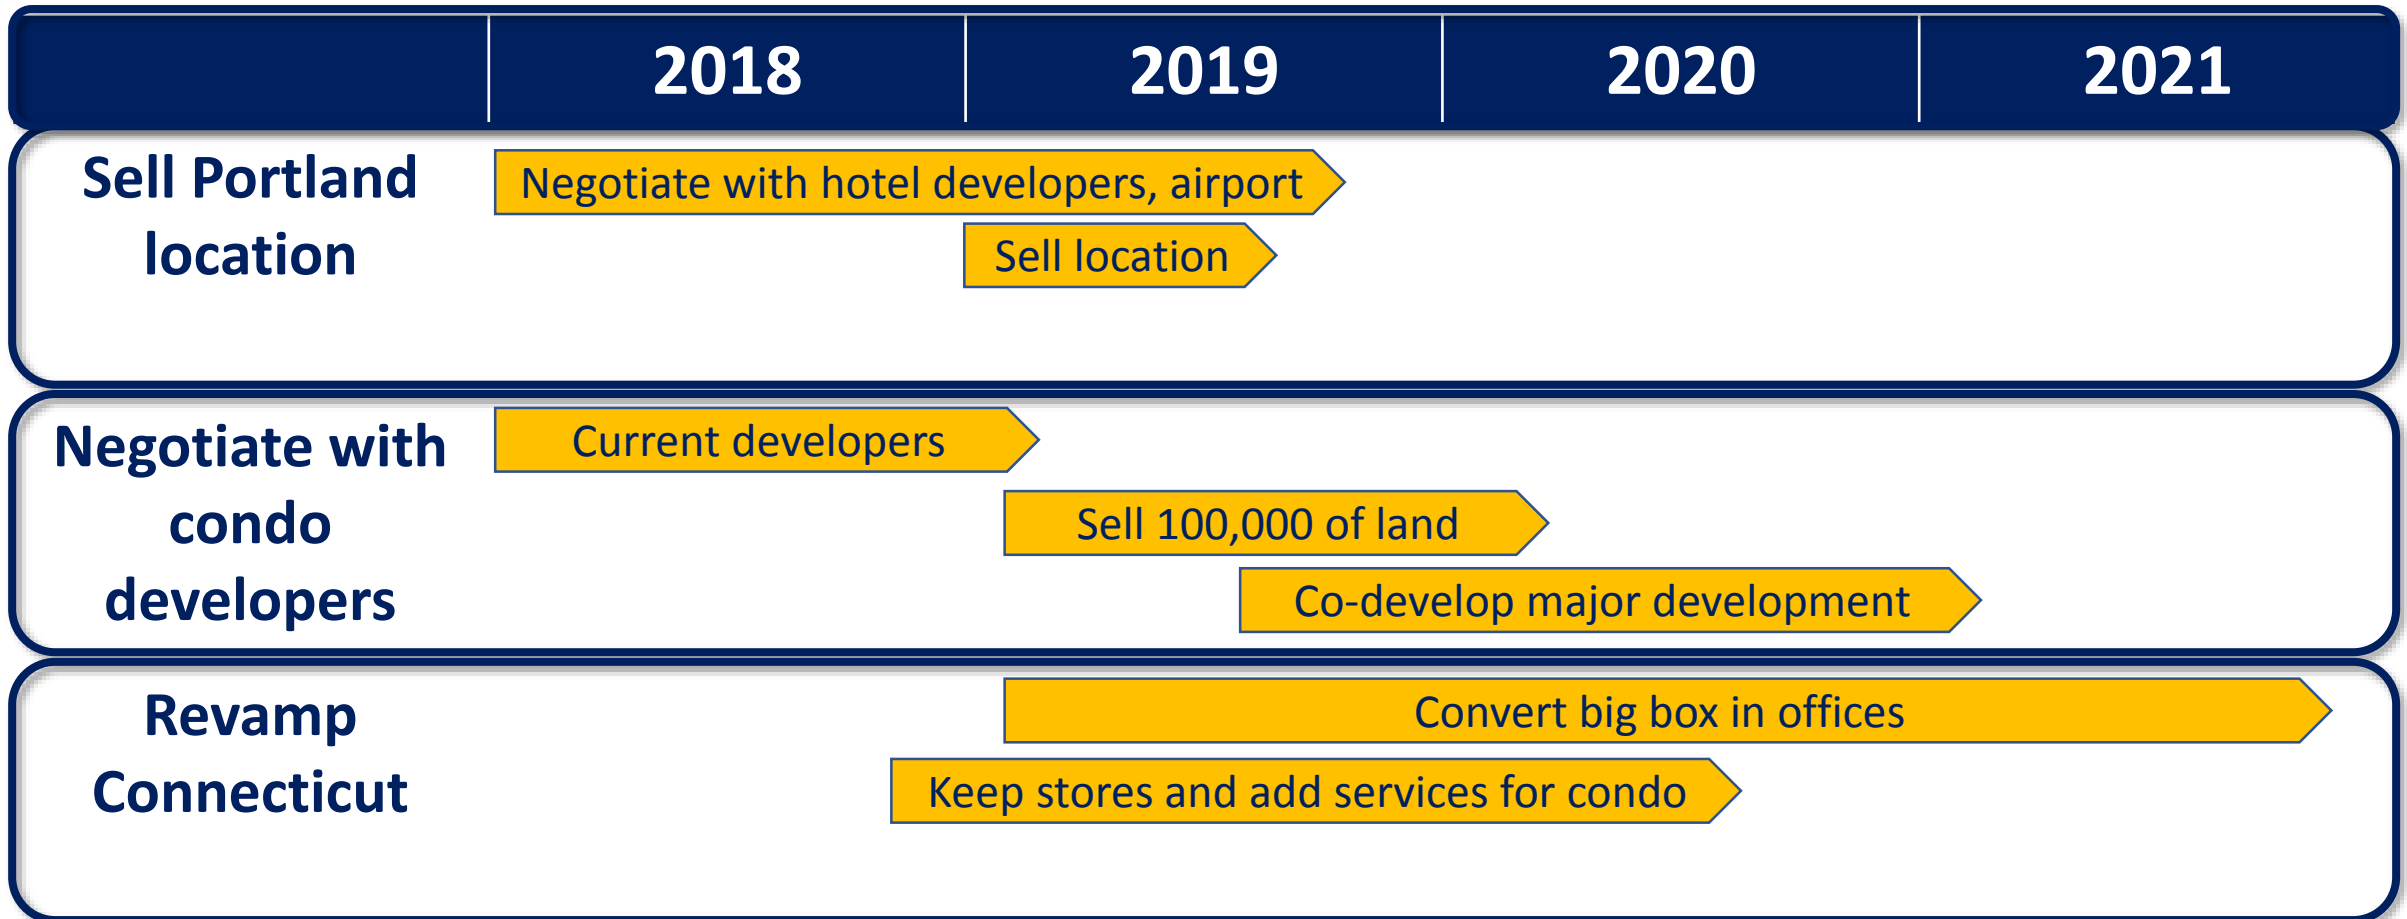 2018 2019 2020 2021
Sell Portland
location
Negotiate with hotel developers, airport
Sell location
Negotiate with
condo
developers
Current developers
Sell 100,000 of land
Co-develop major development
Revamp
Connecticut
Convert big box in offices
Keep stores and add services for condo